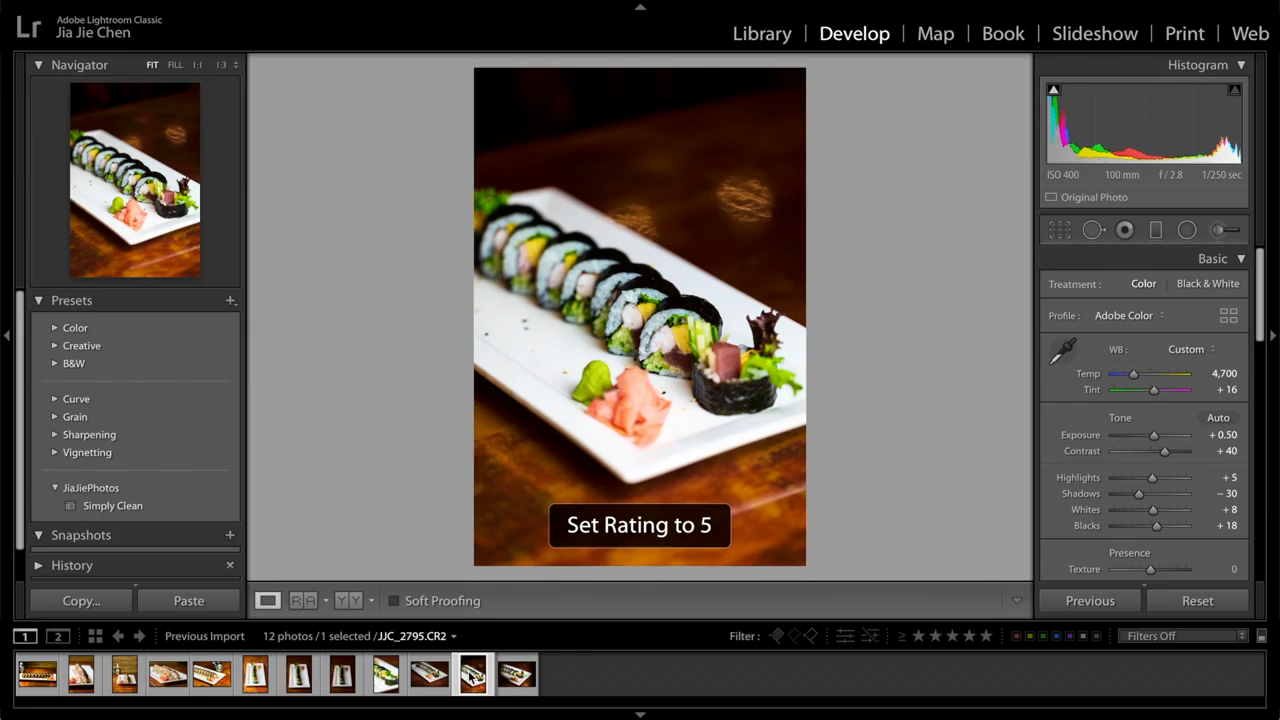 Lr
Adobe Lightroom Classic
Jia Jie Chen
Library | Develop | Map | Book | Slideshow | Print | Web
Navigator FIT FILL 1:1 1:3
Presets
Color
Creative
B&W
Curve
Grain
Sharpening
Vignetting
JiaJiePhotos
Simply Clean
Snapshots
History
Copy... Paste
Set Rating to 5
RA YY Soft Proofing
Histogram
ISO 400 100 mm f / 2.8 1/250 sec
Original Photo
Basic
Treatment : Color | Black & White
Profile : Adobe Color
WB : Custom
Temp 4,700
Tint + 16
Tone Auto
Exposure + 0.50
Contrast + 40
Highlights + 5
Shadows − 30
Whites + 8
Blacks + 18
Presence
Texture 0
Previous Reset
1 2 Previous Import 12 photos / 1 selected / JJC_2795.CR2 Filter : ≥ Filters Off